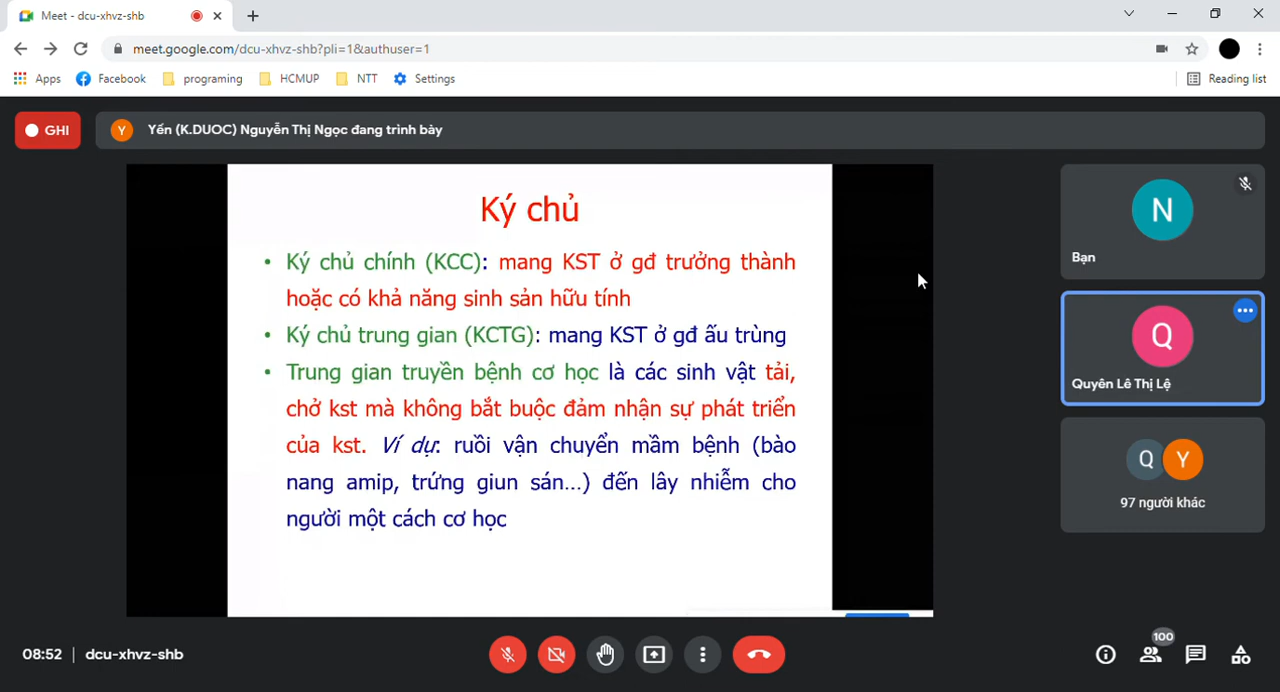 Meet - dcu-xhvz-shb
meet.google.com/dcu-xhvz-shb?pli=1&authuser=1
Apps Facebook programing HCMUP NTT Settings Reading list
GHI
Y Yến (K.DUOC) Nguyễn Thị Ngọc đang trình bày
Ký chủ
• Ký chủ chính (KCC): mang KST ở gđ trưởng thành
hoặc có khả năng sinh sản hữu tính
• Ký chủ trung gian (KCTG): mang KST ở gđ ấu trùng
• Trung gian truyền bệnh cơ học là các sinh vật tải,
chở kst mà không bắt buộc đảm nhận sự phát triển
của kst. Ví dụ: ruồi vận chuyển mầm bệnh (bào
nang amip, trứng giun sán...) đến lây nhiễm cho
người một cách cơ học
N
Bạn
Q
Quyên Lê Thị Lệ
Q Y
97 người khác
08:52 | dcu-xhvz-shb
100